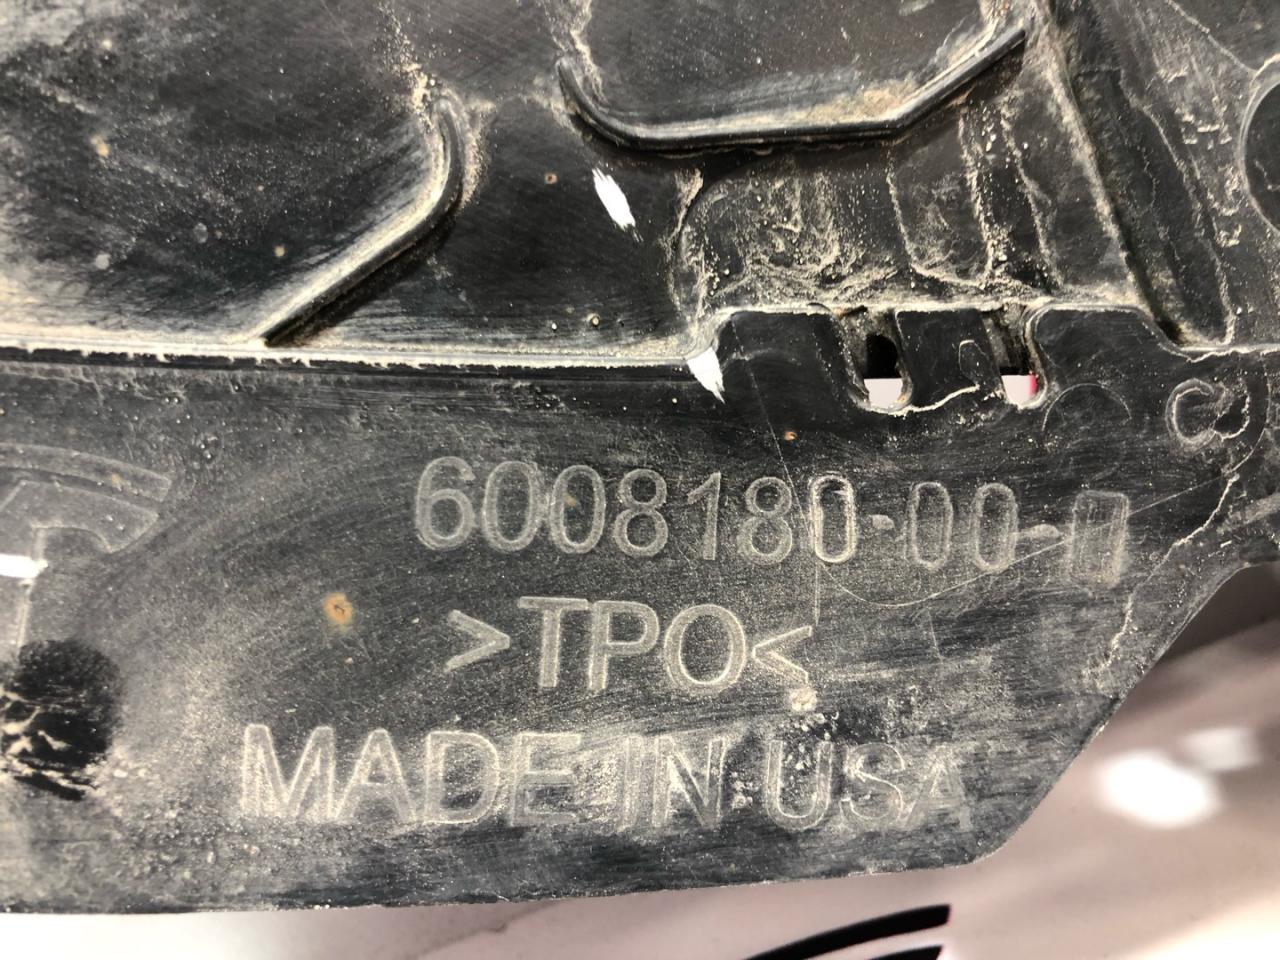 6008180-00-
>TPO<
MADE IN USA